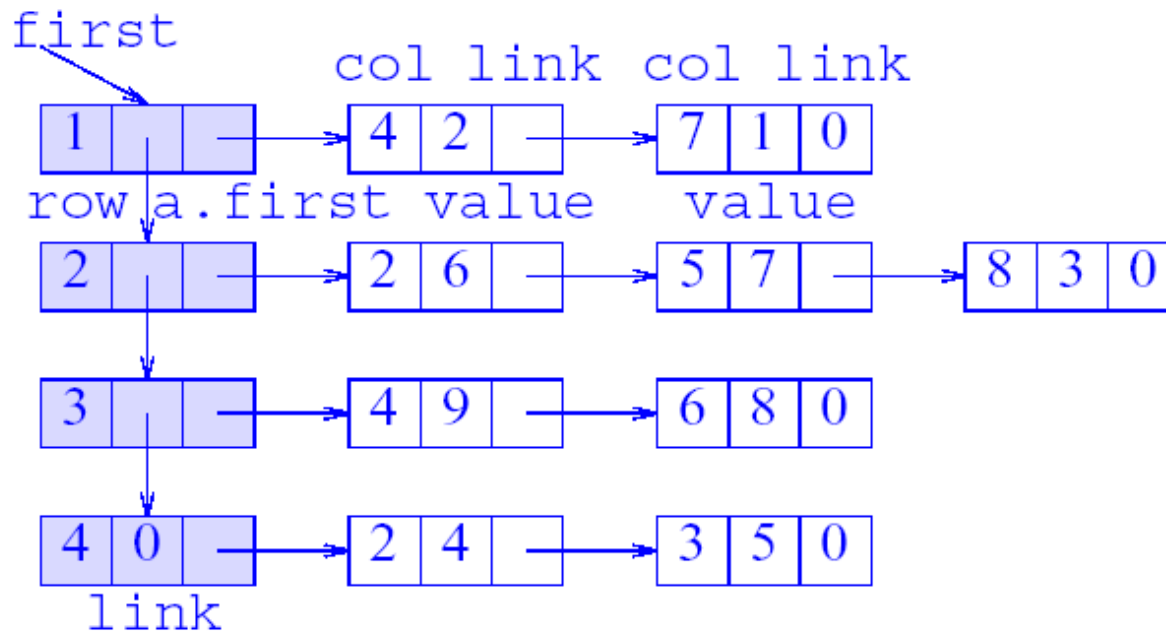 first
col link col link
1 4 2 7 1 0
row a.first value value
2 2 6 5 7 8 3 0
3 4 9 6 8 0
4 0 2 4 3 5 0
link